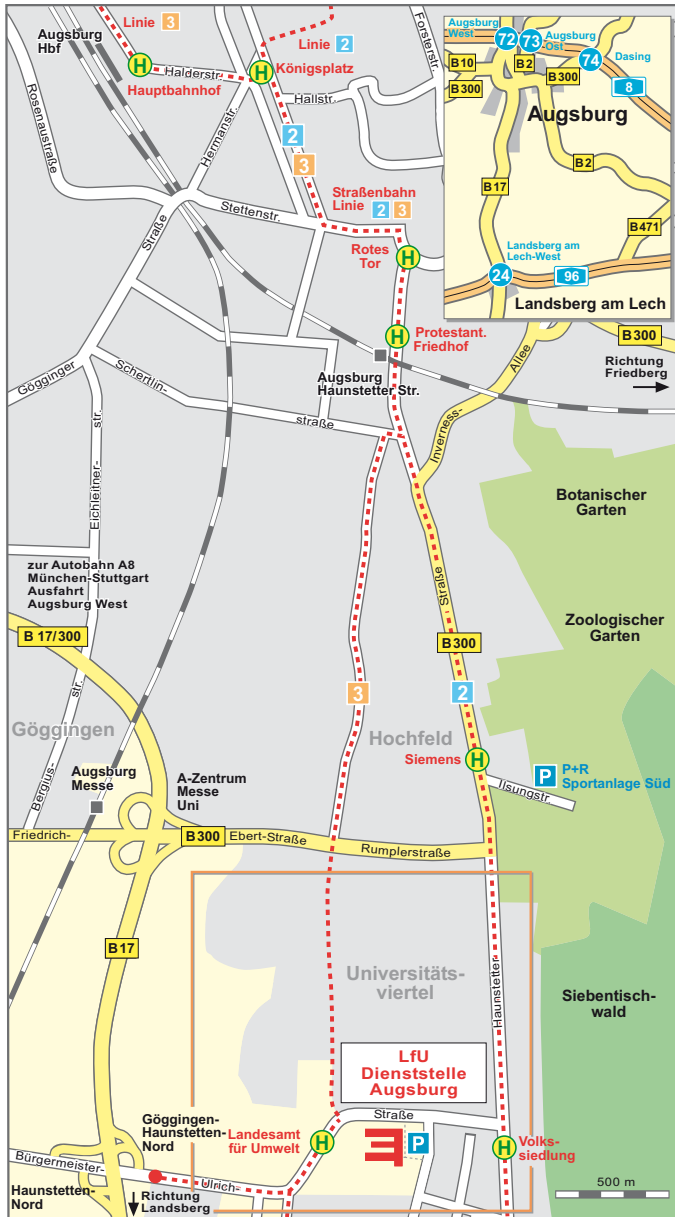 Linie 3
Augsburg
Hbf
Linie 2
H
Halderstr.
Hauptbahnhof
H
Königsplatz
Hallstr.
Forsterstr.
Rosenaustraße
Hermanstr.
2
3
Straßenbahn
Linie 2 3
Stettenstr.
Straße
Rotes
Tor
H
H
Protestant.
Friedhof
Augsburg
Haunstetter Str.
Gögginger
Schertlin-
straße
Inverness-
Allee
B300
Richtung
Friedberg
Augsburg
West
72
73
Augsburg
Ost
74
Dasing
B10
B300
B2
B300
8
Augsburg
B2
B17
B471
Landsberg am
Lech-West
24
96
Landsberg am Lech
Eichleitner-
str.
Botanischer
Garten
zur Autobahn A8
München-Stuttgart
Ausfahrt
Augsburg West
Straße
Zoologischer
Garten
B 17/300
B300
3
2
Göggingen
Hochfeld
Bergius-
str.
Siemens
H
P
P+R
Sportanlage Süd
Ilsungstr.
Augsburg
Messe
A-Zentrum
Messe
Uni
Friedrich-
B300
Ebert-Straße
Rumplerstraße
B17
Universitäts-
viertel
Haunstetter
Siebentisch-
wald
LfU
Dienststelle
Augsburg
Straße
Göggingen-
Haunstetten-
Nord
Landesamt
für Umwelt
H
P
H
Volks-
siedlung
Bürgermeister-
Ulrich-
Haunstetten-
Nord
Richtung
Landsberg
500 m